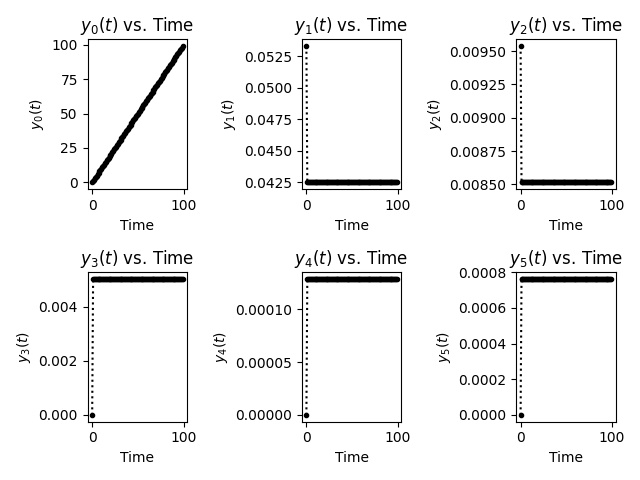 y₀(t) vs. Time
100
75
50
25
0
y₀(t)
0
100
Time
y₁(t) vs. Time
0.0525
0.0500
0.0475
0.0450
0.0425
y₁(t)
0
100
Time
y₂(t) vs. Time
0.00950
0.00925
0.00900
0.00875
0.00850
y₂(t)
0
100
Time
y₃(t) vs. Time
0.004
0.002
0.000
y₃(t)
0
100
Time
y₄(t) vs. Time
0.00010
0.00005
0.00000
y₄(t)
0
100
Time
y₅(t) vs. Time
0.0008
0.0006
0.0004
0.0002
0.0000
y₅(t)
0
100
Time